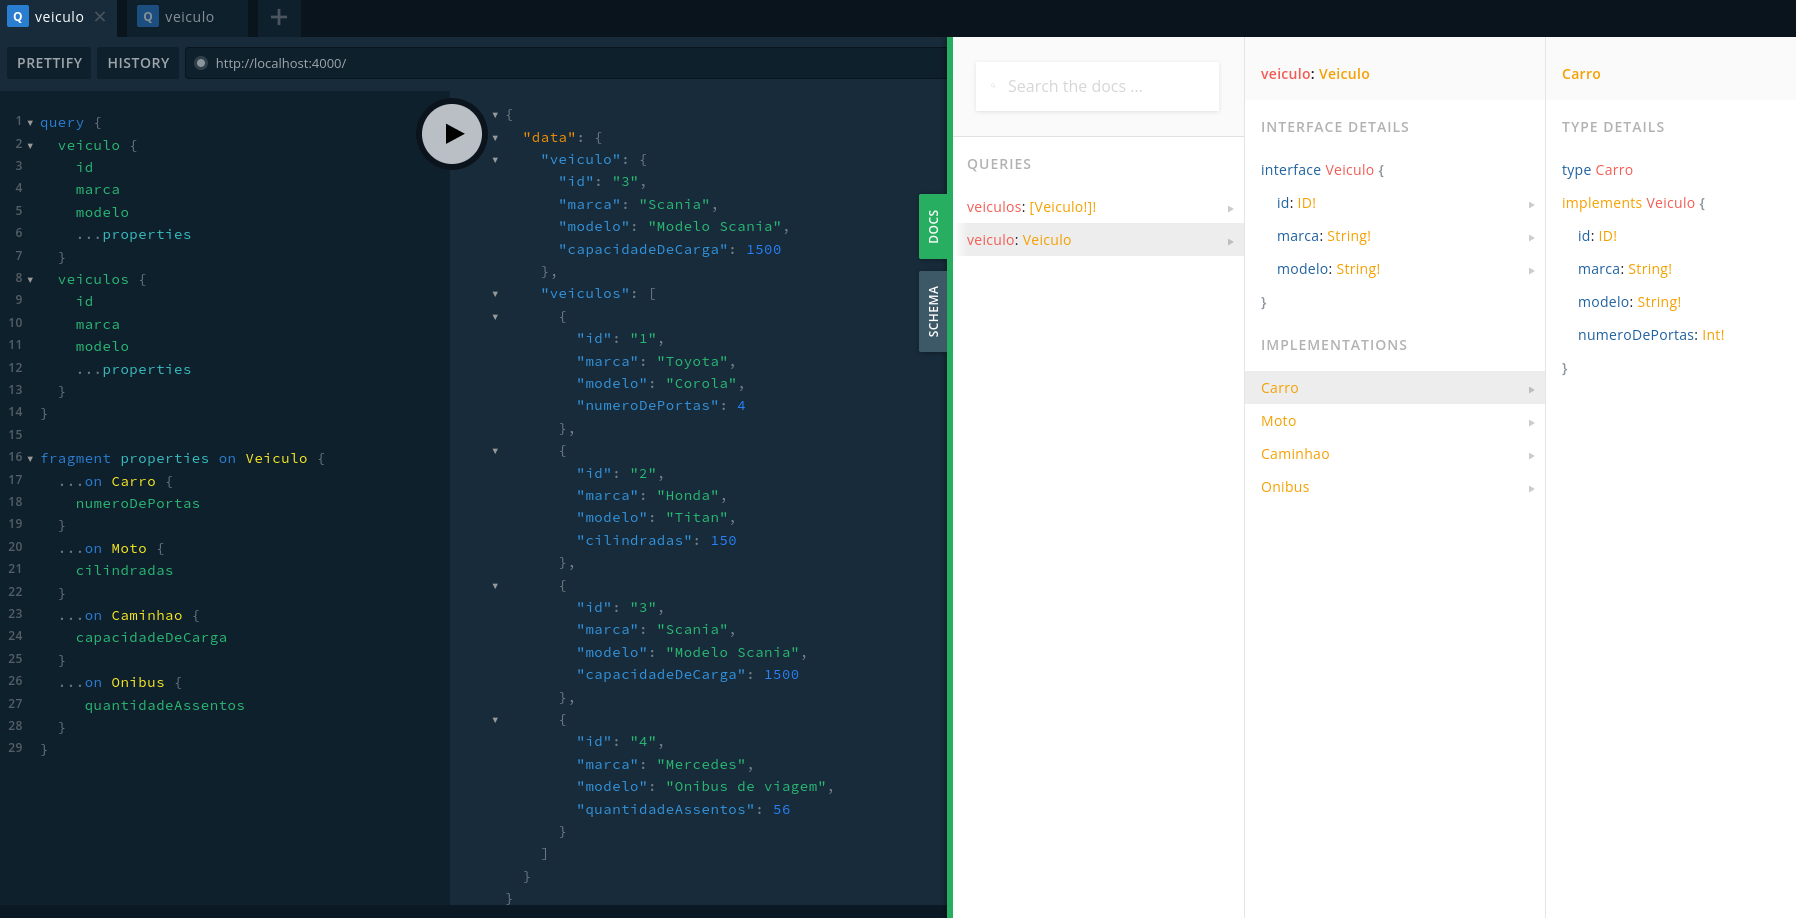 Q veiculo ×
Q veiculo
+
PRETTIFY
HISTORY
http://localhost:4000/
1 query {
2 veiculo {
3 id
4 marca
5 modelo
6 ...properties
7 }
8 veiculos {
9 id
10 marca
11 modelo
12 ...properties
13 }
14 }
15
16 fragment properties on Veiculo {
17 ...on Carro {
18 numeroDePortas
19 }
20 ...on Moto {
21 cilindradas
22 }
23 ...on Caminhao {
24 capacidadeDeCarga
25 }
26 ...on Onibus {
27 quantidadeAssentos
28 }
29 }
{
"data": {
"veiculo": {
"id": "3",
"marca": "Scania",
"modelo": "Modelo Scania",
"capacidadeDeCarga": 1500
},
"veiculos": [
{
"id": "1",
"marca": "Toyota",
"modelo": "Corola",
"numeroDePortas": 4
},
{
"id": "2",
"marca": "Honda",
"modelo": "Titan",
"cilindradas": 150
},
{
"id": "3",
"marca": "Scania",
"modelo": "Modelo Scania",
"capacidadeDeCarga": 1500
},
{
"id": "4",
"marca": "Mercedes",
"modelo": "Onibus de viagem",
"quantidadeAssentos": 56
}
]
}
}
DOCS
SCHEMA
Search the docs ...
QUERIES
veiculos: [Veiculo!]!
veiculo: Veiculo
veiculo: Veiculo
INTERFACE DETAILS
interface Veiculo {
id: ID!
marca: String!
modelo: String!
}
IMPLEMENTATIONS
Carro
Moto
Caminhao
Onibus
Carro
TYPE DETAILS
type Carro
implements Veiculo {
id: ID!
marca: String!
modelo: String!
numeroDePortas: Int!
}